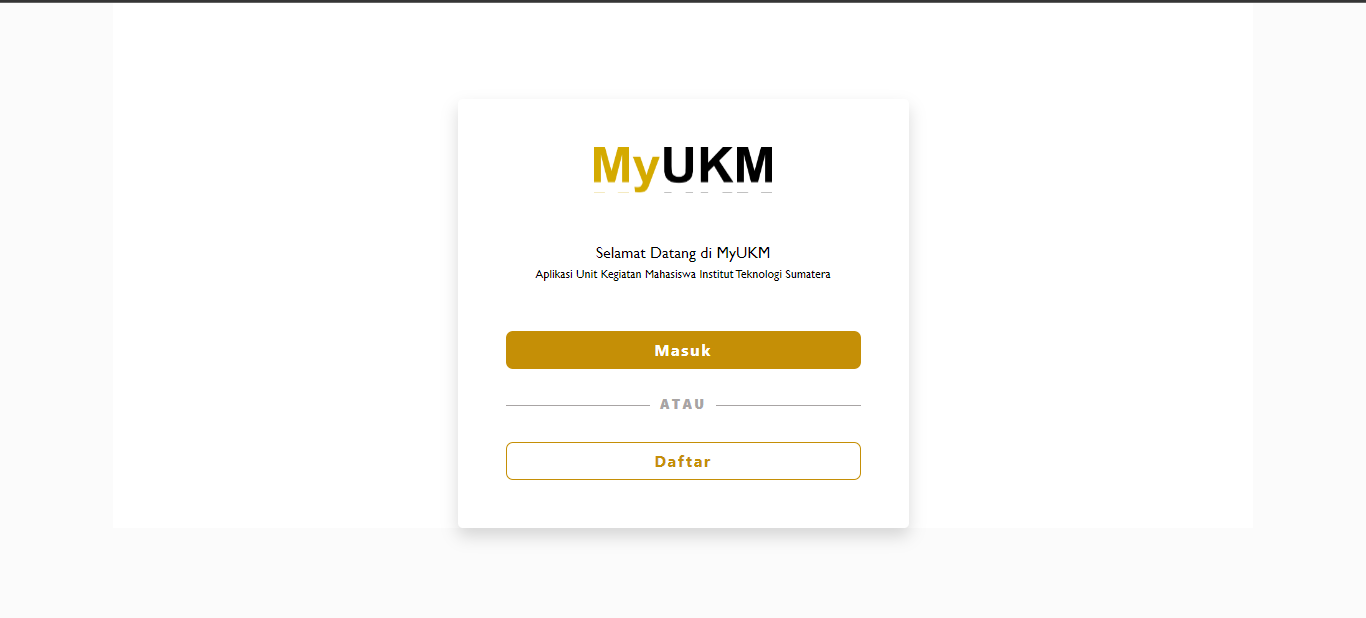 MyUKM
Selamat Datang di MyUKM
Aplikasi Unit Kegiatan Mahasiswa Institut Teknologi Sumatera
Masuk
ATAU
Daftar